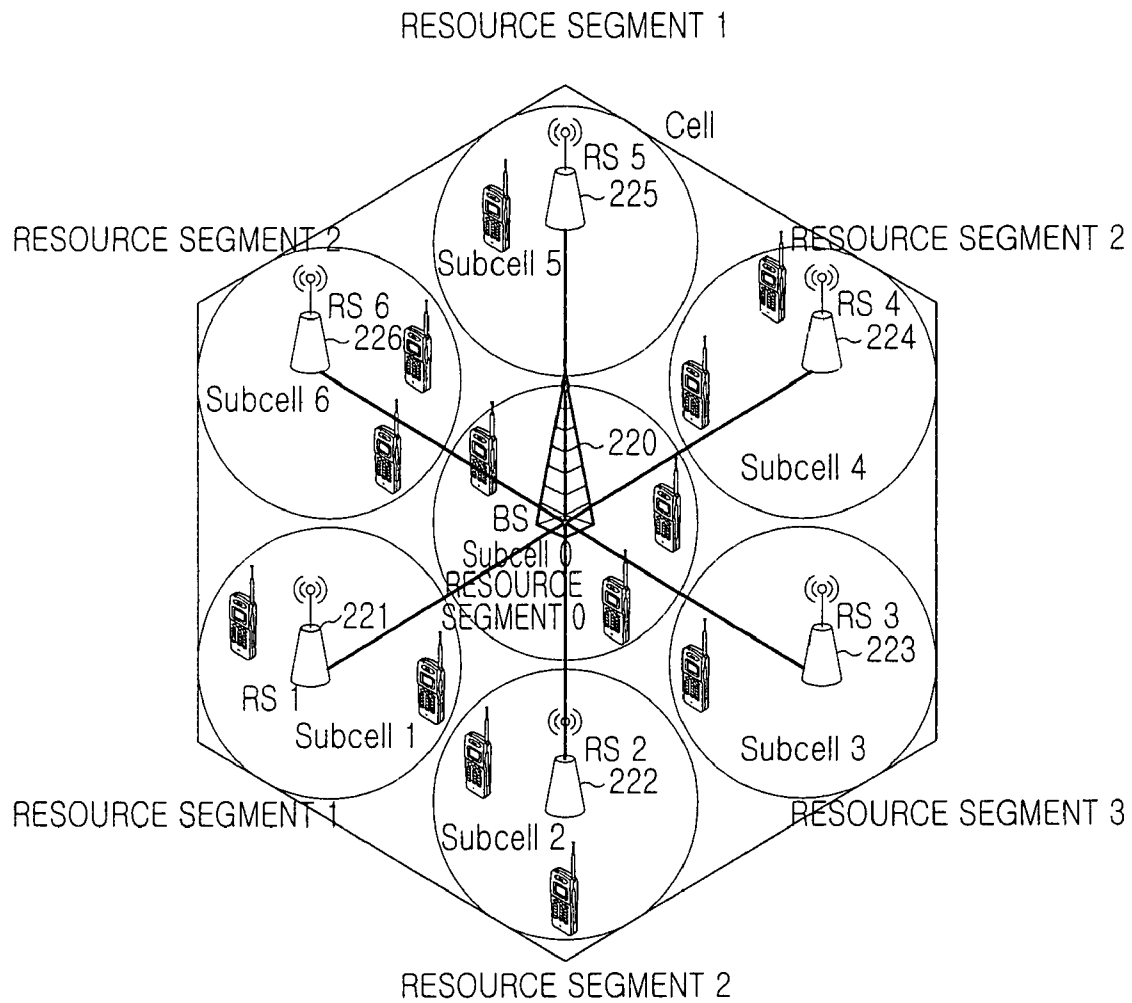 RESOURCE SEGMENT 1
Cell
RS 5
225
Subcell 5
RESOURCE SEGMENT 2
RESOURCE SEGMENT 2
RS 6
226
Subcell 6
RS 4
224
Subcell 4
220
BS
Subcell 0
RESOURCE
SEGMENT 0
221
RS 1
Subcell 1
RS 3
223
Subcell 3
RS 2
222
Subcell 2
RESOURCE SEGMENT 1
RESOURCE SEGMENT 3
RESOURCE SEGMENT 2